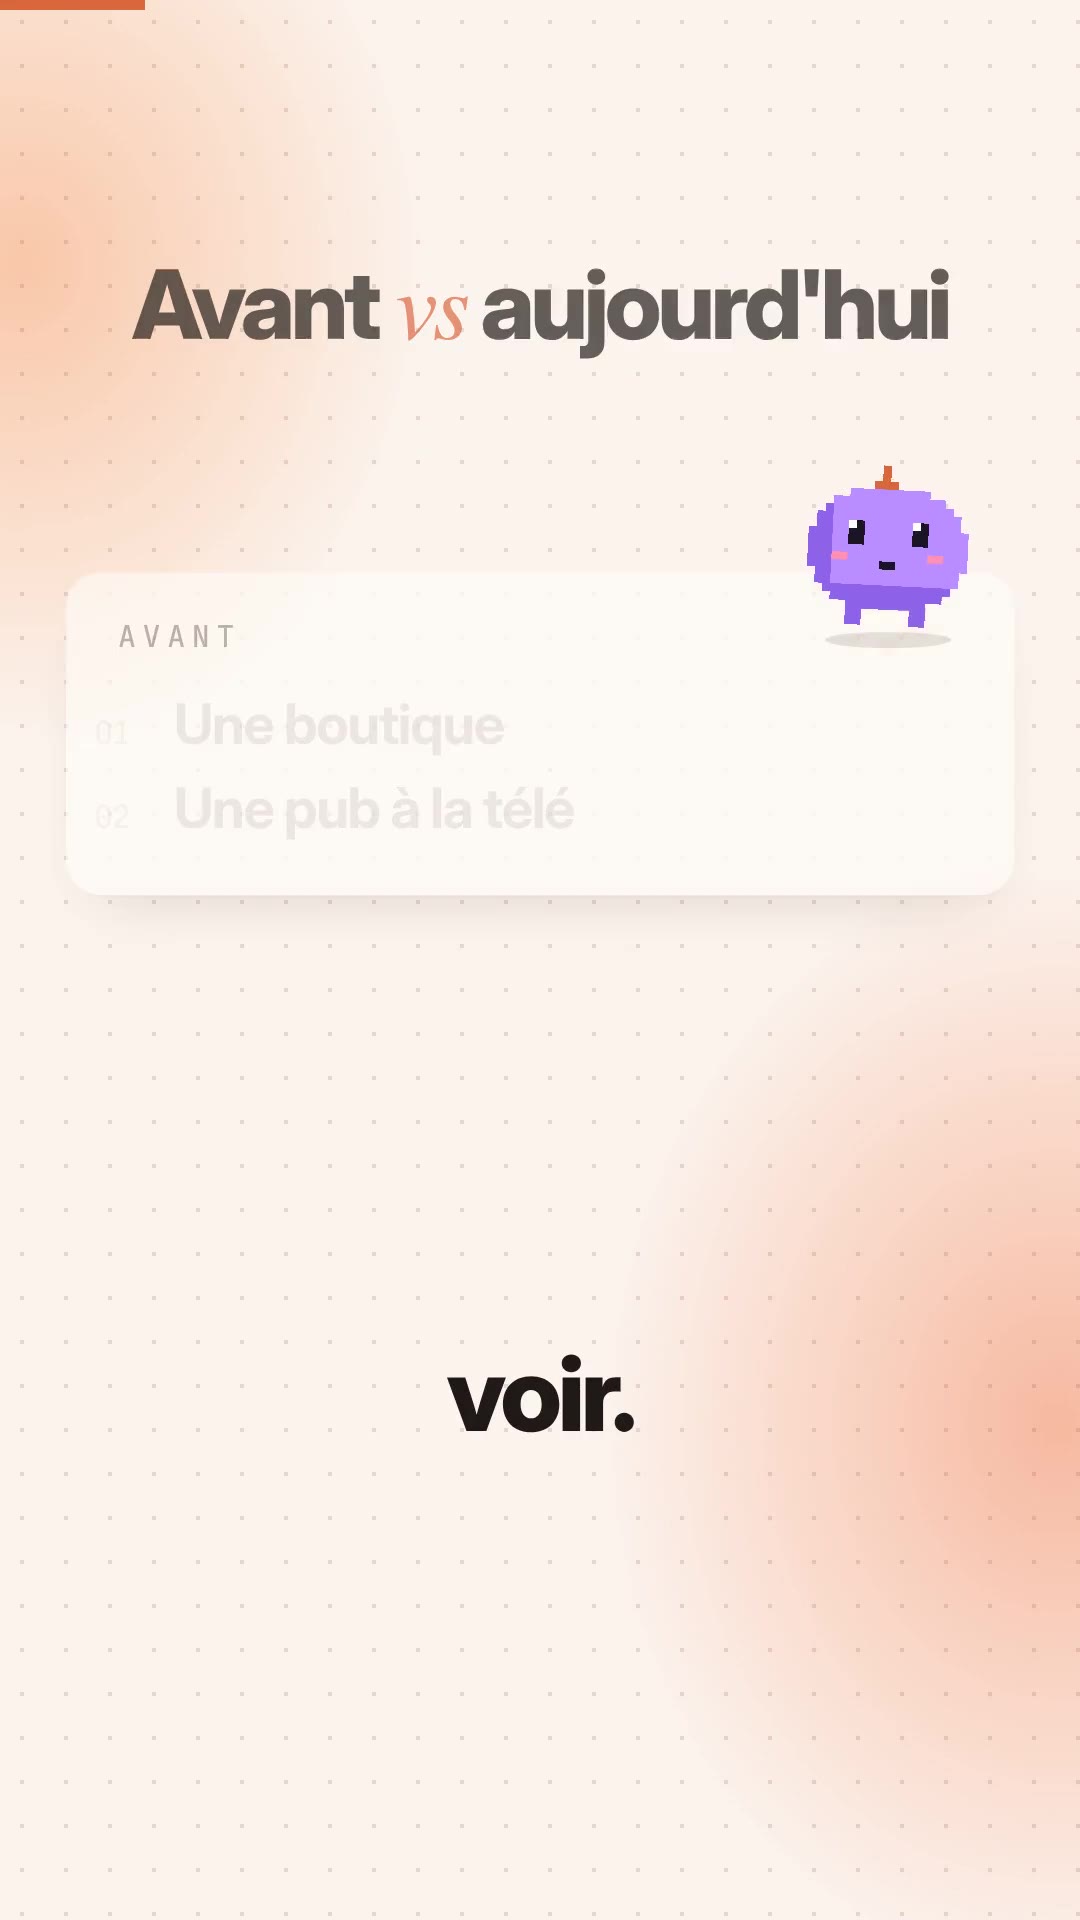 Avant vs aujourd'hui
AVANT
01 Une boutique
02 Une pub à la télé
voir.